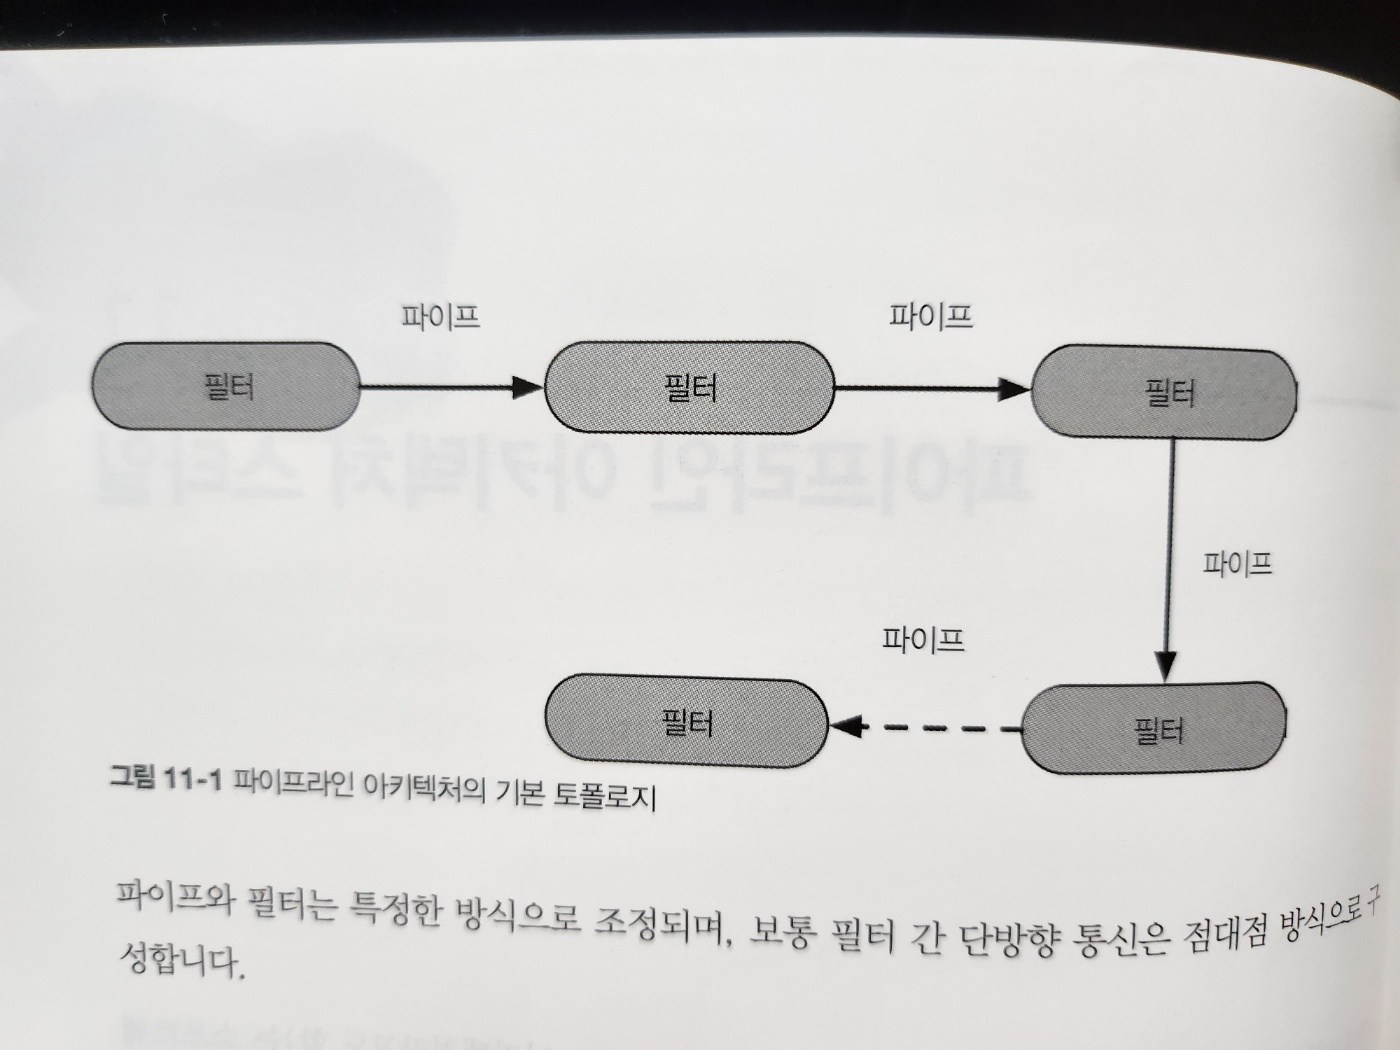 파이프
파이프
필터
필터
필터
파이프
파이프
필터
필터
그림 11-1 파이프라인 아키텍처의 기본 토폴로지
파이프와 필터는 특정한 방식으로 조정되며, 보통 필터 간 단방향 통신은 점대점 방식으로 구
성합니다.